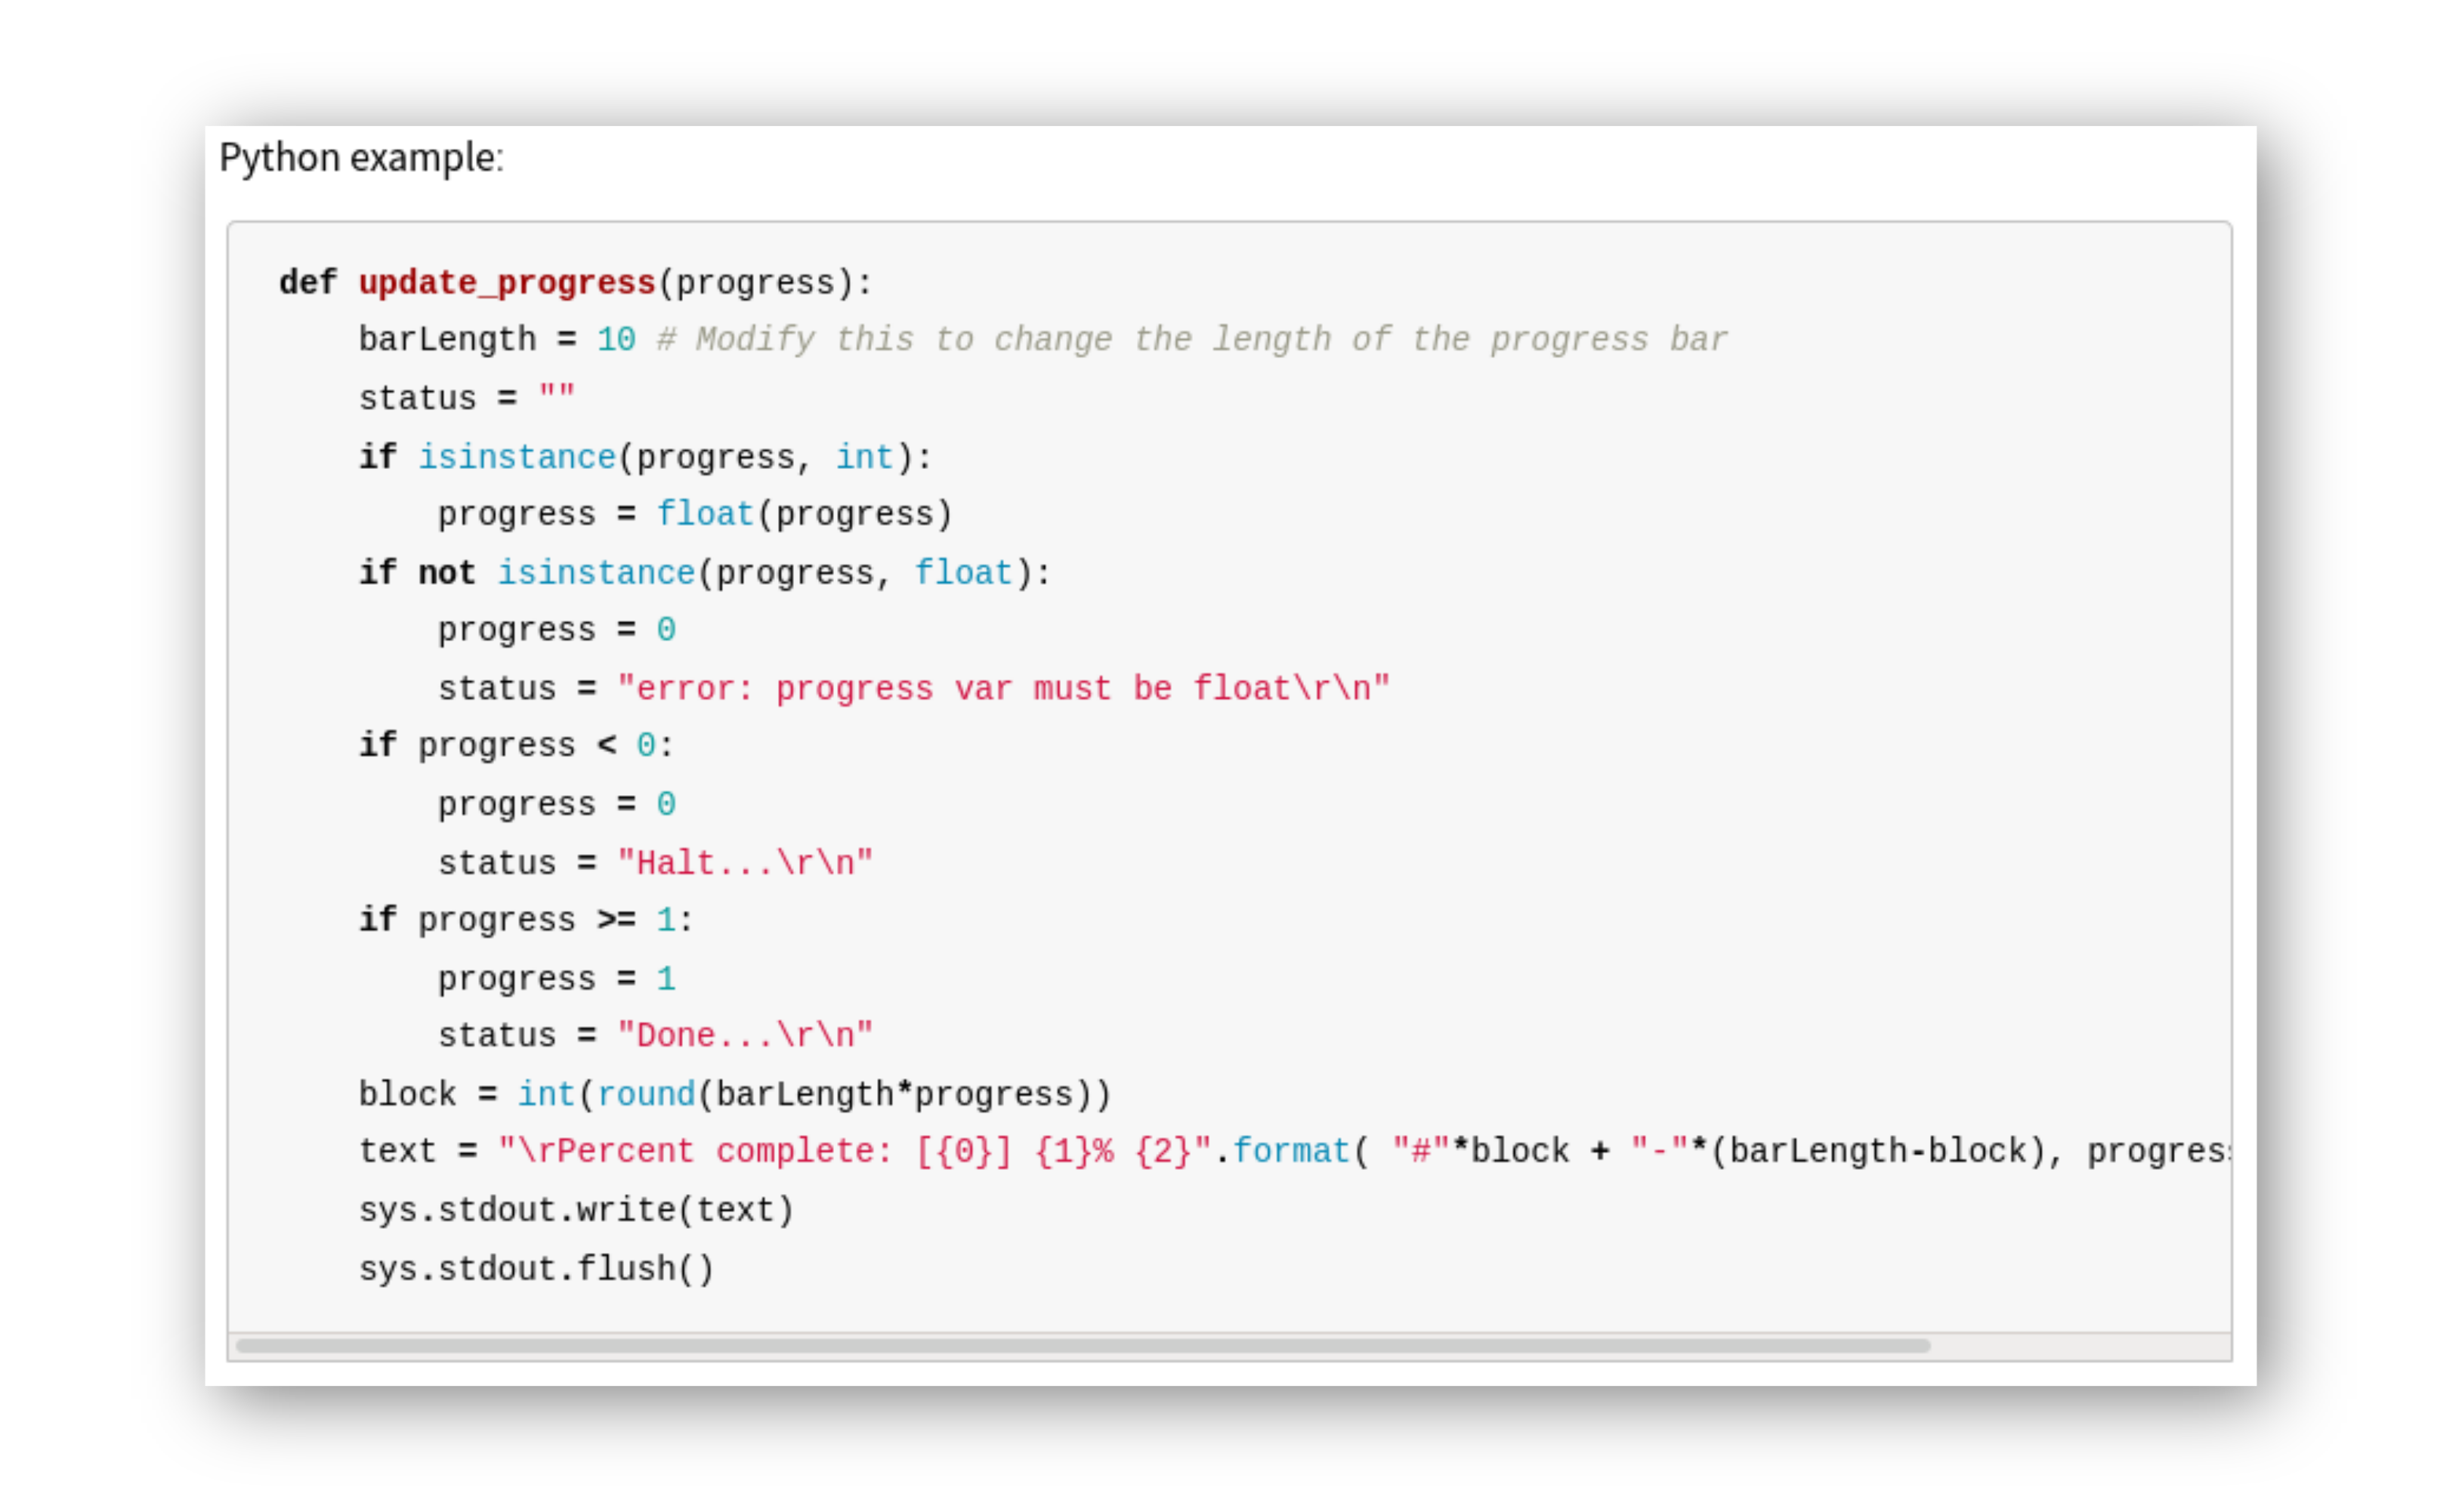 Python example:
def update_progress(progress):
    barLength = 10 # Modify this to change the length of the progress bar
    status = ""
    if isinstance(progress, int):
        progress = float(progress)
    if not isinstance(progress, float):
        progress = 0
        status = "error: progress var must be float\r\n"
    if progress < 0:
        progress = 0
        status = "Halt...\r\n"
    if progress >= 1:
        progress = 1
        status = "Done...\r\n"
    block = int(round(barLength*progress))
    text = "\rPercent complete: [{0}] {1}% {2}".format( "#"*block + "-"*(barLength-block), progres
    sys.stdout.write(text)
    sys.stdout.flush()